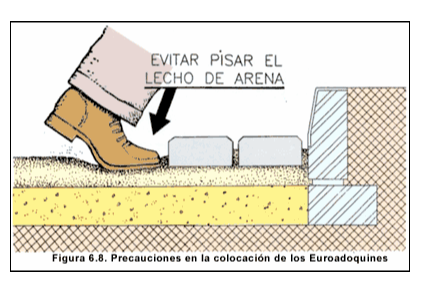 EVITAR PISAR EL
LECHO DE ARENA
Figura 6.8. Precauciones en la colocación de los Euroadoquines